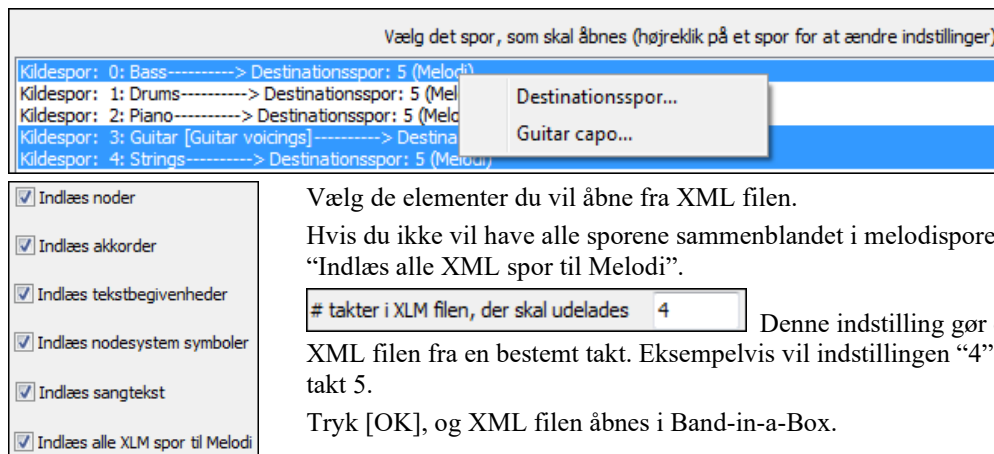 Vælg det spor, som skal åbnes (højreklik på et spor for at ændre indstillinger)
Kildespor: 0: Bass----------> Destinationsspor: 5 (Melodi)
Kildespor: 1: Drums----------> Destinationsspor: 5 (Mel
Kildespor: 2: Piano----------> Destinationsspor: 5 (Melo
Kildespor: 3: Guitar [Guitar voicings]----------> Destina
Kildespor: 4: Strings----------> Destinationsspor: 5 (Melodi)
Destinationsspor...
Guitar capo...
Indlæs noder
Indlæs akkorder
Indlæs tekstbegivenheder
Indlæs nodesystem symboler
Indlæs sangtekst
Indlæs alle XLM spor til Melodi
Vælg de elementer du vil åbne fra XML filen.
Hvis du ikke vil have alle sporene sammenblandet i melodispore
“Indlæs alle XML spor til Melodi”.
# takter i XLM filen, der skal udelades 4 Denne indstilling gør
XML filen fra en bestemt takt. Eksempelvis vil indstillingen “4”
takt 5.
Tryk [OK], og XML filen åbnes i Band-in-a-Box.